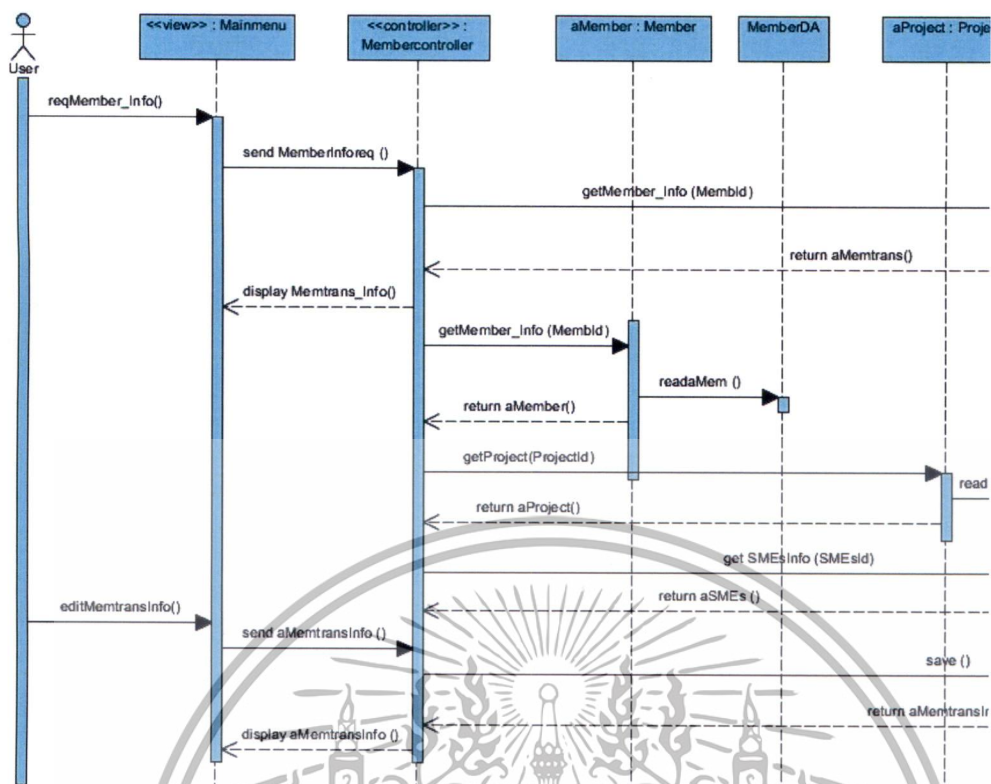 <<view>> : Mainmenu
<<controller>> :
Membercontroller
aMember : Member
MemberDA
aProject : Proje
User
reqMember_Info()
send MemberInforeq ()
getMember_Info (MembId)
return aMemtrans()
display Memtrans_Info()
getMember_Info (MembId)
readaMem ()
return aMember()
getProject(ProjectId)
read
return aProject()
get SMEsInfo (SMEsId)
return aSMEs ()
editMemtransInfo()
send aMemtransInfo ()
save ()
return aMemtransIn
display aMemtransInfo ()